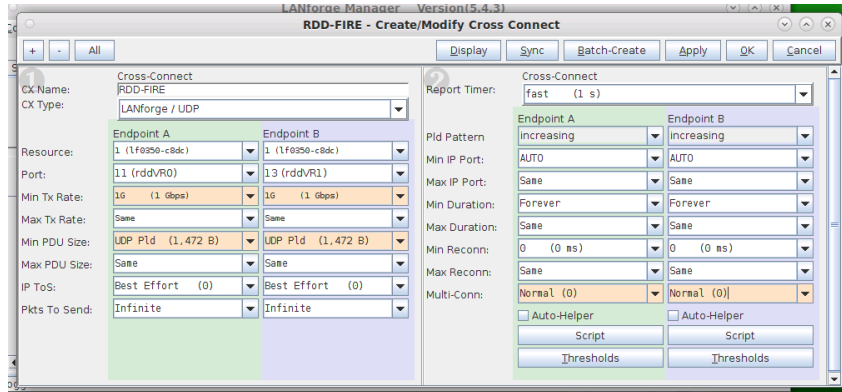 LANforge Manager Version(5.4.3)
RDD-FIRE - Create/Modify Cross Connect
+ - All Display Sync Batch-Create Apply OK Cancel
1 Cross-Connect
CX Name: RDD-FIRE
CX Type: LANforge / UDP
Endpoint A Endpoint B
Resource: 1 (lf0350-c8dc) 1 (lf0350-c8dc)
Port: 11 (rddVR0) 13 (rddVR1)
Min Tx Rate: 1G (1 Gbps) 1G (1 Gbps)
Max Tx Rate: Same Same
Min PDU Size: UDP Pld (1,472 B) UDP Pld (1,472 B)
Max PDU Size: Same Same
IP ToS: Best Effort (0) Best Effort (0)
Pkts To Send: Infinite Infinite
2 Cross-Connect
Report Timer: fast (1 s)
Endpoint A Endpoint B
Pld Pattern increasing increasing
Min IP Port: AUTO AUTO
Max IP Port: Same Same
Min Duration: Forever Forever
Max Duration: Same Same
Min Reconn: 0 (0 ms) 0 (0 ms)
Max Reconn: Same Same
Multi-Conn: Normal (0) Normal (0)
Auto-Helper Auto-Helper
Script Script
Thresholds Thresholds